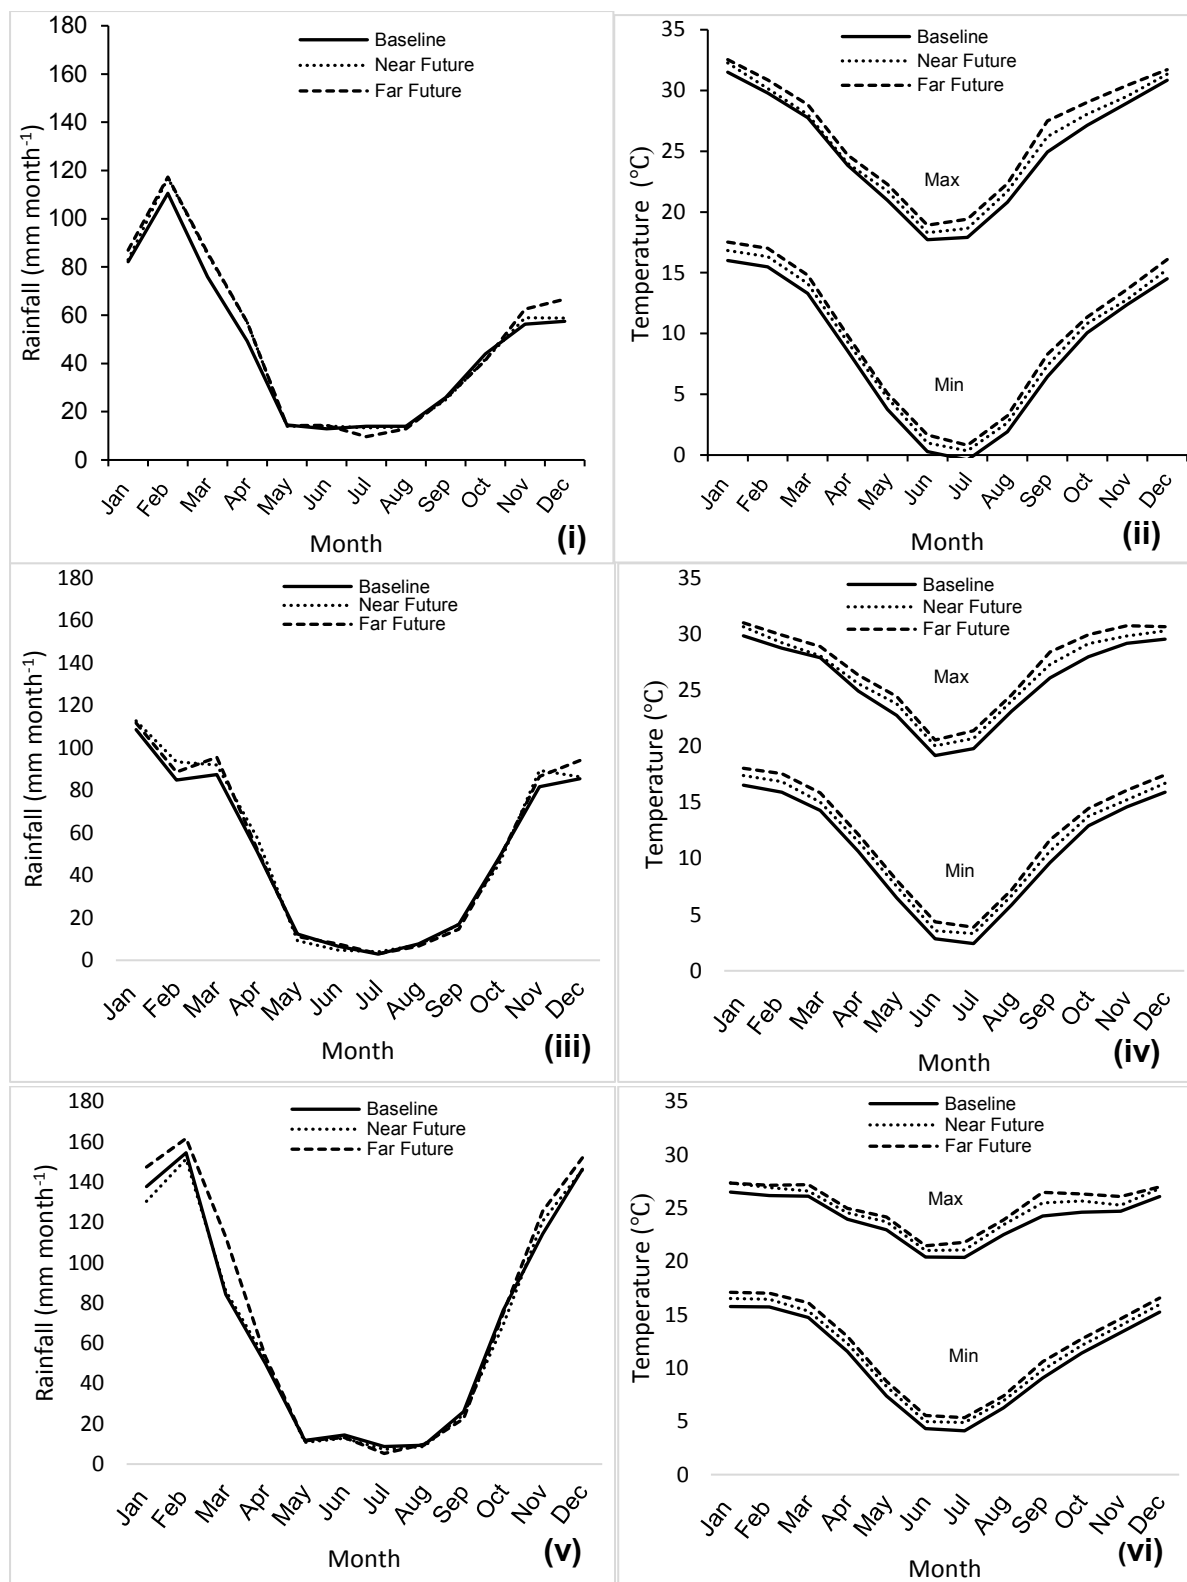 180
160
140
120
100
80
60
40
20
0
Rainfall (mm month-1)
Baseline
Near Future
Far Future
Jan Feb Mar Apr May Jun Jul Aug Sep Oct Nov Dec
Month
(i)
35
30
25
20
15
10
5
0
Temperature (°C)
Baseline
Near Future
Far Future
Max
Min
Jan Feb Mar Apr May Jun Jul Aug Sep Oct Nov Dec
Month
(ii)
180
160
140
120
100
80
60
40
20
0
Rainfall (mm month-1)
Baseline
Near Future
Far Future
Jan Feb Mar Apr May Jun Jul Aug Sep Oct Nov Dec
Month
(iii)
35
30
25
20
15
10
5
0
Temperature (°C)
Baseline
Near Future
Far Future
Max
Min
Jan Feb Mar Apr May Jun Jul Aug Sep Oct Nov Dec
Month
(iv)
180
160
140
120
100
80
60
40
20
0
Rainfall (mm month-1)
Baseline
Near Future
Far Future
Jan Feb Mar Apr May Jun Jul Aug Sep Oct Nov Dec
Month
(v)
35
30
25
20
15
10
5
0
Temperature (°C)
Baseline
Near Future
Far Future
Max
Min
Jan Feb Mar Apr May Jun Jul Aug Sep Oct Nov Dec
Month
(vi)